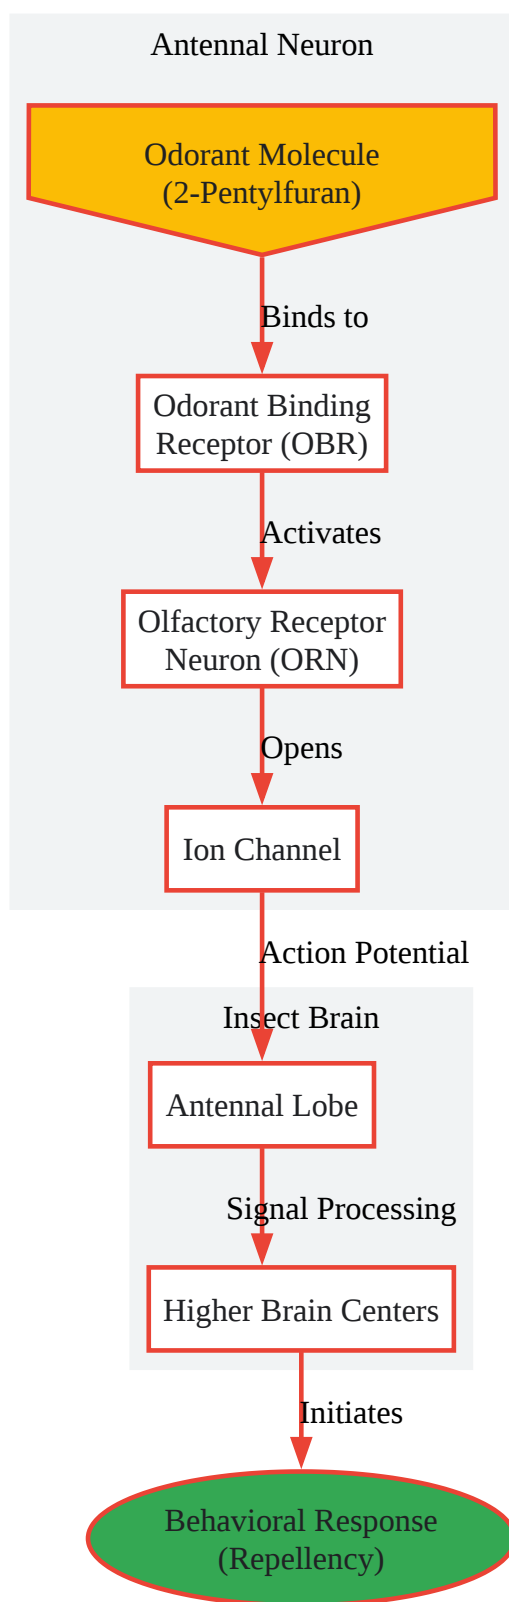 Antennal Neuron
Odorant Molecule
(2-Pentylfuran)
Binds to
Odorant Binding
Receptor (OBR)
Activates
Olfactory Receptor
Neuron (ORN)
Opens
Ion Channel
Action Potential
Insect Brain
Antennal Lobe
Signal Processing
Higher Brain Centers
Initiates
Behavioral Response
(Repellency)